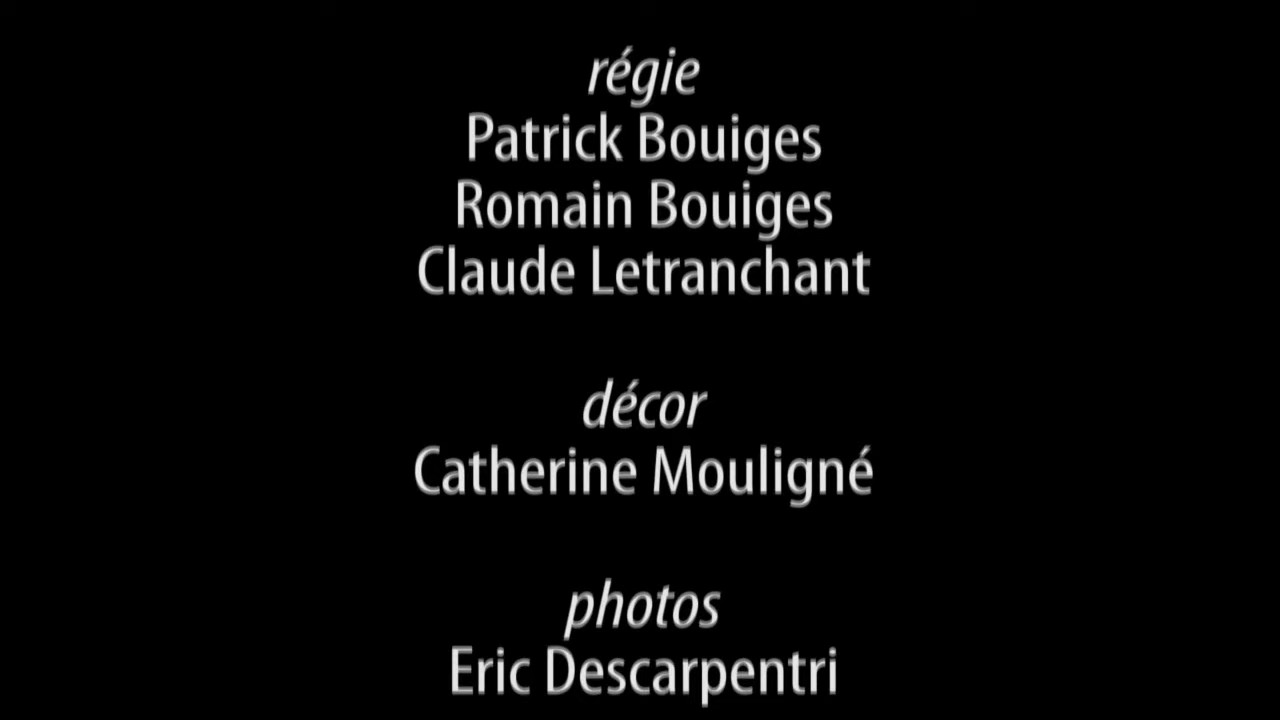 régie
Patrick Bouiges
Romain Bouiges
Claude Letranchant
décor
Catherine Mouligné
photos
Eric Descarpentri